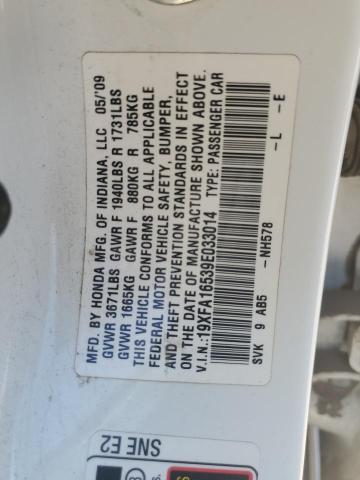 MFD. BY HONDA MFG. OF INDIANA, LLC 05/'09
GVWR 3671LBS GAWR F 1940LBS R 1731LBS
GVWR 1665KG GAWR F 880KG R 785KG
THIS VEHICLE CONFORMS TO ALL APPLICABLE
FEDERAL MOTOR VEHICLE SAFETY, BUMPER,
AND THEFT PREVENTION STANDARDS IN EFFECT
ON THE DATE OF MANUFACTURE SHOWN ABOVE.
V.I.N.:19XFA16539E033014 TYPE: PASSENGER CAR
SVK 9 AB5 -NH578 -L -E
SNE E2